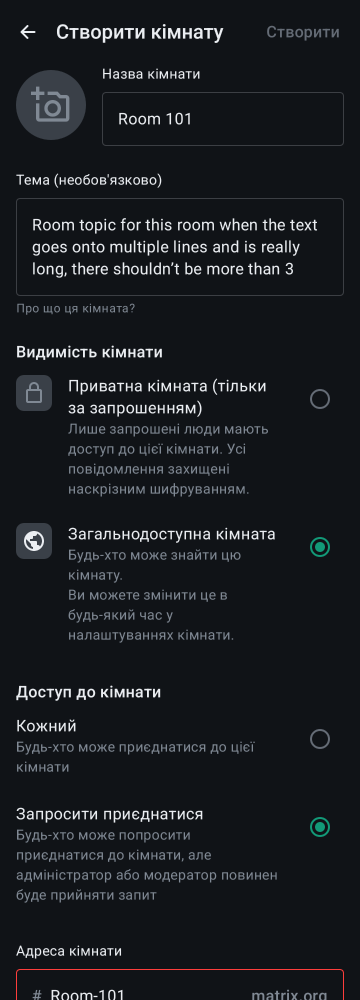 Створити кімнату
Створити
Назва кімнати
Room 101
Тема (необов'язково)
Room topic for this room when the text
goes onto multiple lines and is really
long, there shouldn’t be more than 3
Про що ця кімната?
Видимість кімнати
Приватна кімната (тільки
за запрошенням)
Лише запрошені люди мають
доступ до цієї кімнати. Усі
повідомлення захищені
наскрізним шифруванням.
Загальнодоступна кімната
Будь-хто може знайти цю
кімнату.
Ви можете змінити це в
будь-який час у
налаштуваннях кімнати.
Доступ до кімнати
Кожний
Будь-хто може приєднатися до цієї
кімнати
Запросити приєднатися
Будь-хто може попросити
приєднатися до кімнати, але
адміністратор або модератор повинен
буде прийняти запит
Адреса кімнати
# Room-101 matrix.org